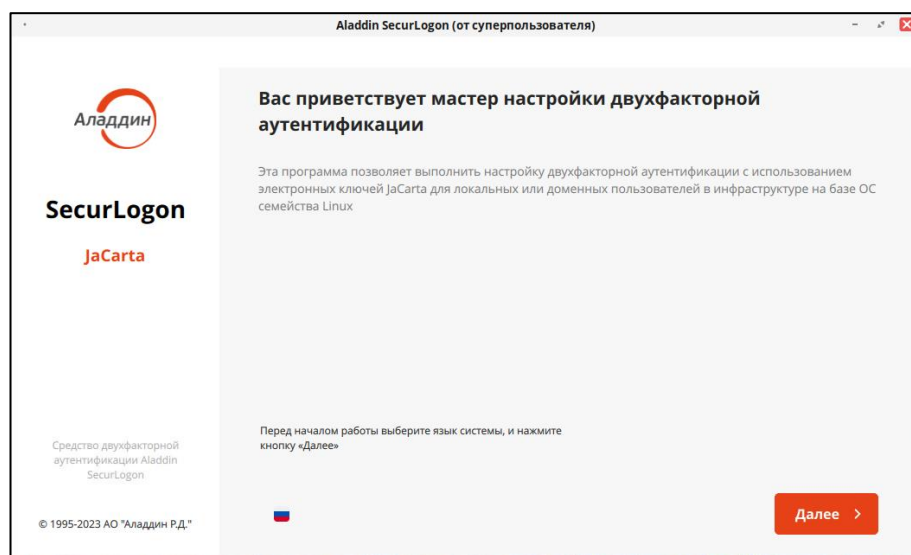 Aladdin SecurLogon (от суперпользователя)
Аладдин
SecurLogon
JaCarta
Средство двухфакторной
аутентификации Aladdin
SecurLogon
© 1995-2023 АО "Аладдин Р.Д."
Вас приветствует мастер настройки двухфакторной
аутентификации
Эта программа позволяет выполнить настройку двухфакторной аутентификации с использованием
электронных ключей JaCarta для локальных или доменных пользователей в инфраструктуре на базе ОС
семейства Linux
Перед началом работы выберите язык системы, и нажмите
кнопку «Далее»
Далее